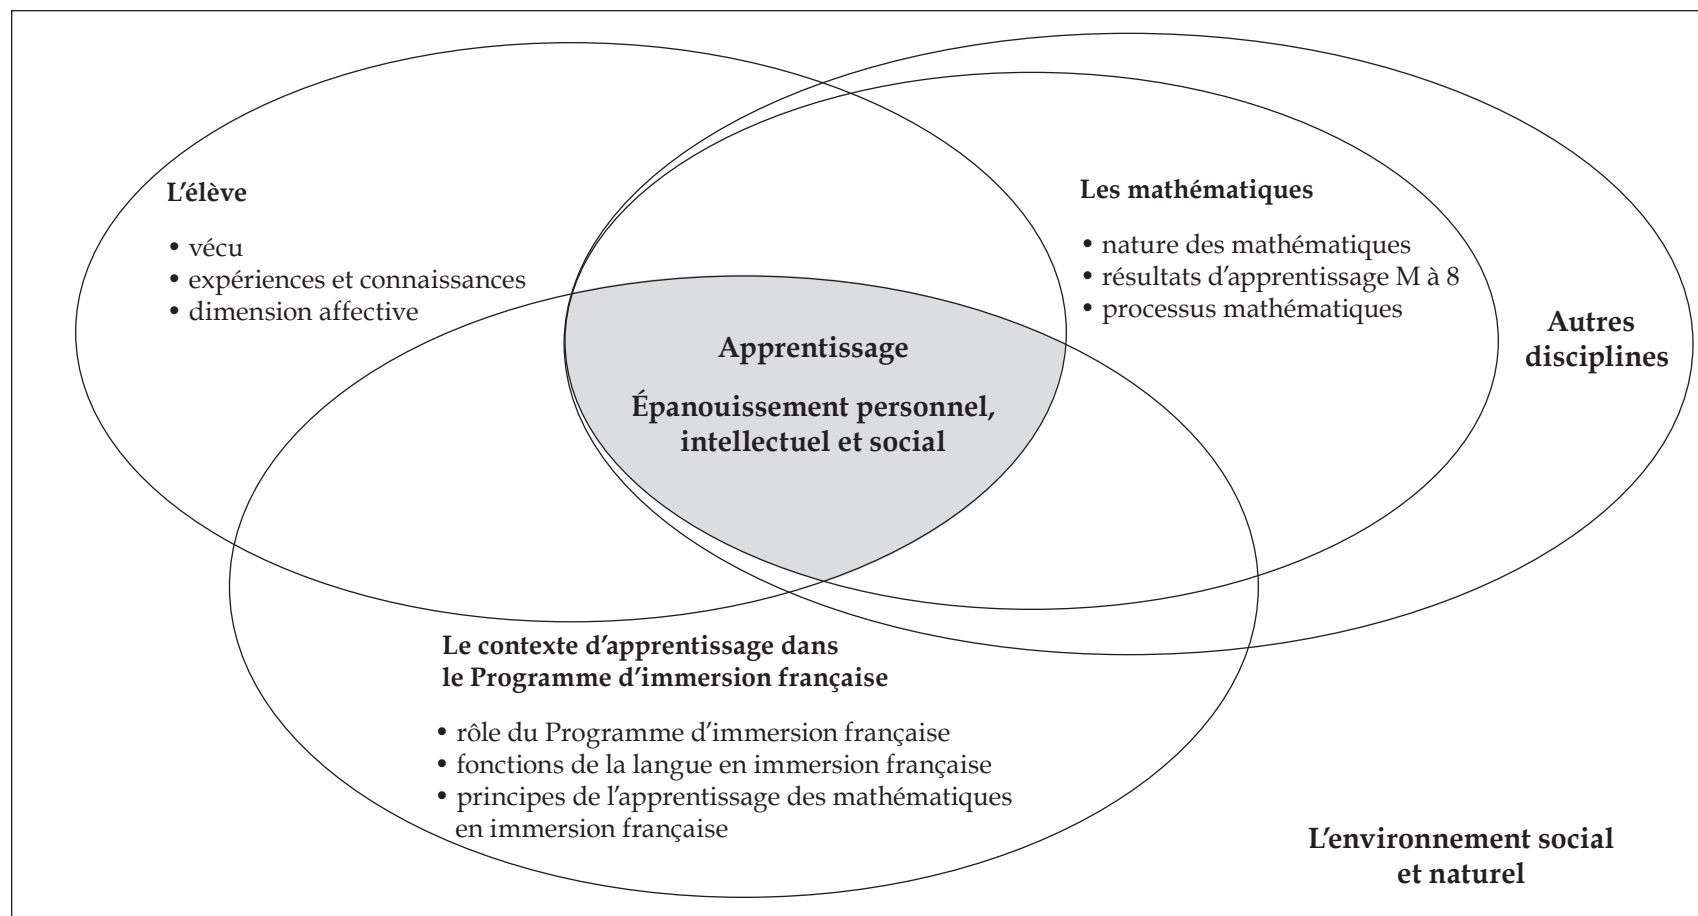 L'élève
• vécu
• expériences et connaissances
• dimension affective
Les mathématiques
• nature des mathématiques
• résultats d'apprentissage M à 8
• processus mathématiques
Autres
disciplines
Apprentissage
Épanouissement personnel,
intellectuel et social
Le contexte d'apprentissage dans
le Programme d'immersion française
• rôle du Programme d'immersion française
• fonctions de la langue en immersion française
• principes de l'apprentissage des mathématiques
en immersion française
L'environnement social
et naturel